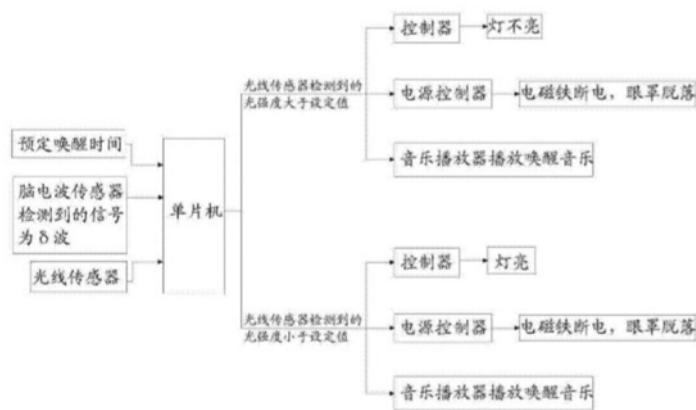 预定唤醒时间
脑电波传感器
检测到的信号
为δ波
光线传感器
单片机
光线传感器检测到的
光强度大于设定值
控制器
灯不亮
电源控制器
电磁铁断电，眼罩脱落
音乐播放器播放唤醒音乐
光线传感器检测到的
光强度小于设定值
控制器
灯亮
电源控制器
电磁铁断电，眼罩脱落
音乐播放器播放唤醒音乐